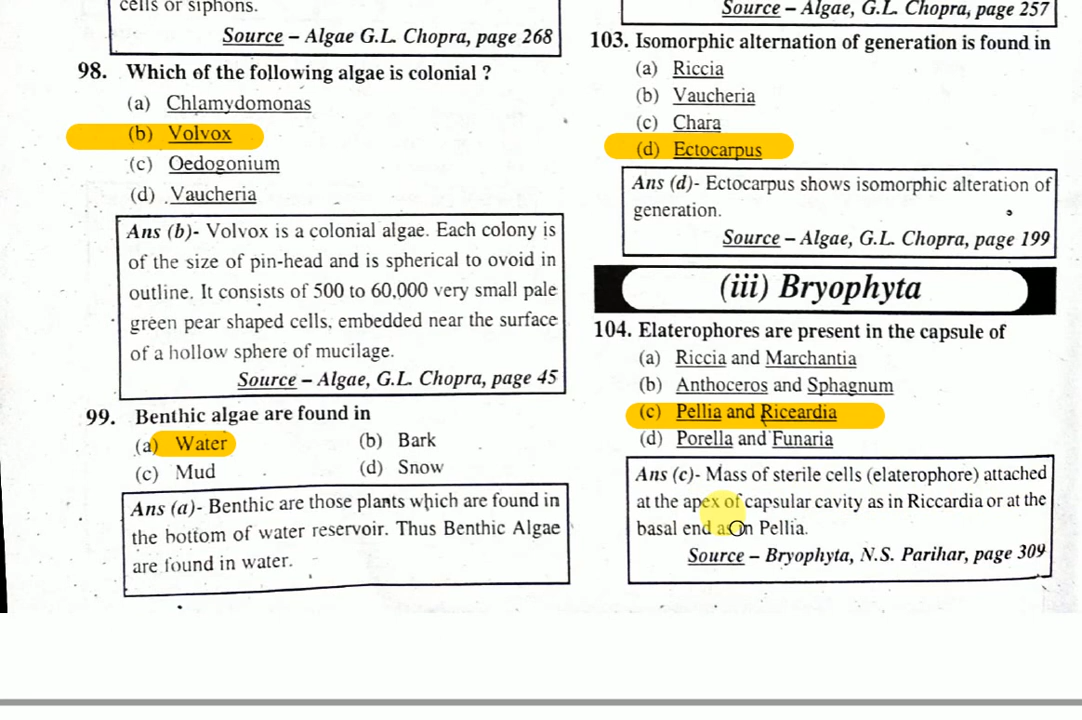 cells or siphons.
Source – Algae G.L. Chopra, page 268
98. Which of the following algae is colonial ?
(a) Chlamydomonas
(b) Volvox
(c) Oedogonium
(d) Vaucheria
Ans (b)- Volvox is a colonial algae. Each colony is
of the size of pin-head and is spherical to ovoid in
outline. It consists of 500 to 60,000 very small pale
green pear shaped cells, embedded near the surface
of a hollow sphere of mucilage.
Source – Algae, G.L. Chopra, page 45
99. Benthic algae are found in
(a) Water (b) Bark
(c) Mud (d) Snow
Ans (a)- Benthic are those plants which are found in
the bottom of water reservoir. Thus Benthic Algae
are found in water.
Source – Algae, G.L. Chopra, page 257
103. Isomorphic alternation of generation is found in
(a) Riccia
(b) Vaucheria
(c) Chara
(d) Ectocarpus
Ans (d)- Ectocarpus shows isomorphic alteration of
generation.
Source – Algae, G.L. Chopra, page 199
(iii) Bryophyta
104. Elaterophores are present in the capsule of
(a) Riccia and Marchantia
(b) Anthoceros and Sphagnum
(c) Pellia and Riceardia
(d) Porella and Funaria
Ans (c)- Mass of sterile cells (elaterophore) attached
at the apex of capsular cavity as in Riccardia or at the
basal end as in Pellia.
Source – Bryophyta, N.S. Parihar, page 309